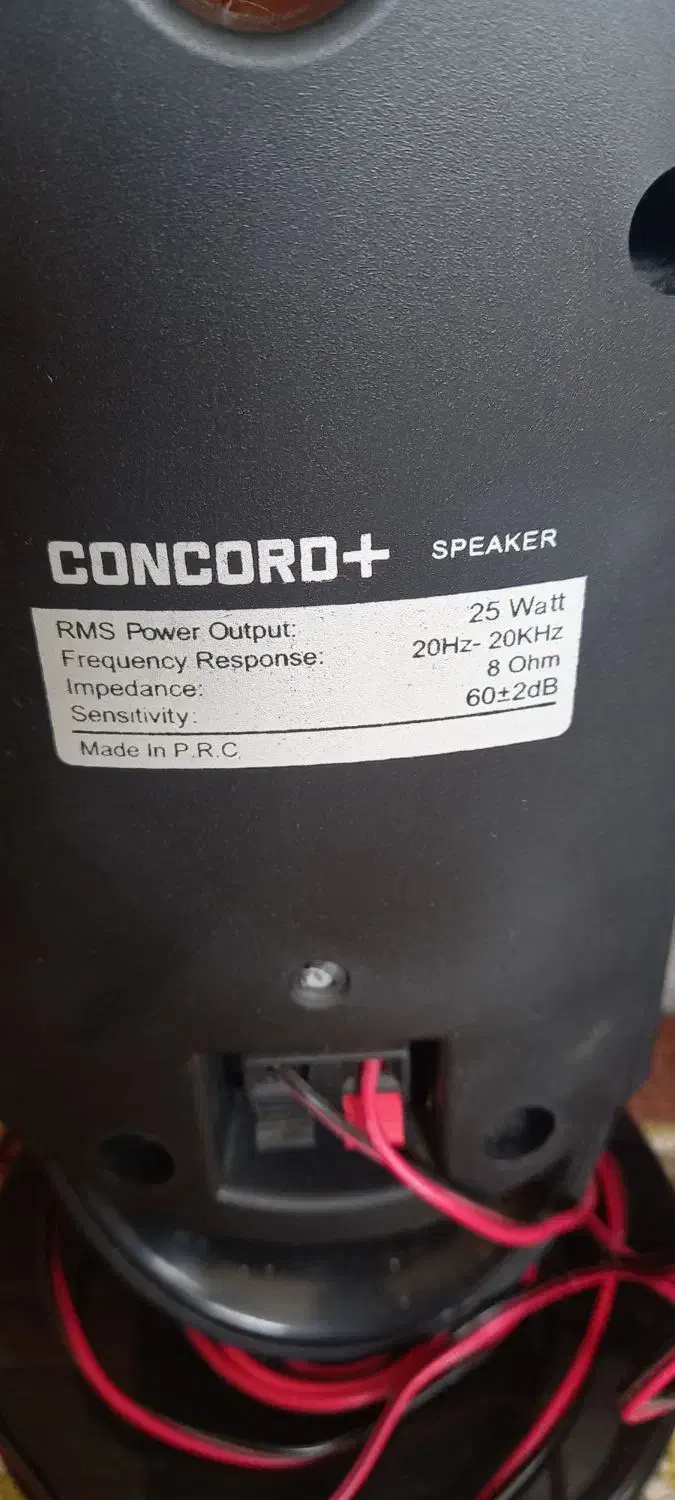 CONCORD+ SPEAKER
RMS Power Output: 25 Watt
Frequency Response: 20Hz- 20KHz
Impedance: 8 Ohm
Sensitivity: 60±2dB
Made In P.R.C.